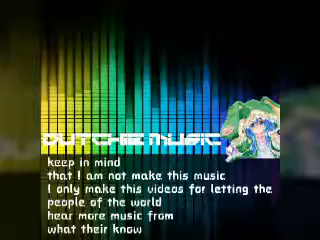 DUTCHIE MUSIC
keep in mind
that I am not make this music
I only make this videos for letting the
people of the world
hear more music from
what their know